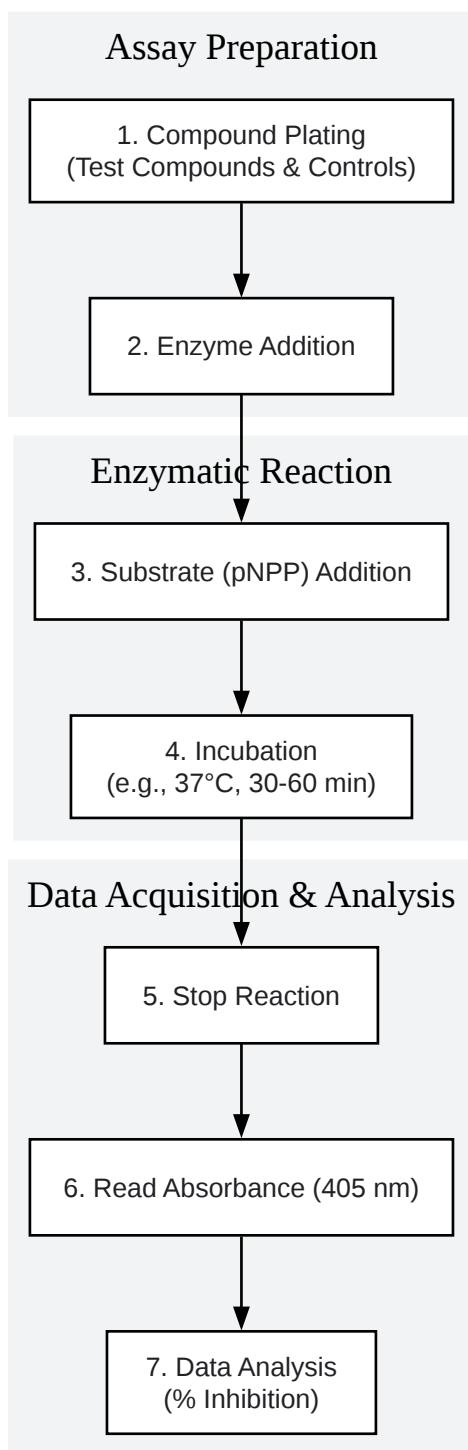 Assay Preparation
1. Compound Plating
(Test Compounds & Controls)
2. Enzyme Addition
Enzymatic Reaction
3. Substrate (pNPP) Addition
4. Incubation
(e.g., 37°C, 30-60 min)
Data Acquisition & Analysis
5. Stop Reaction
6. Read Absorbance (405 nm)
7. Data Analysis
(% Inhibition)